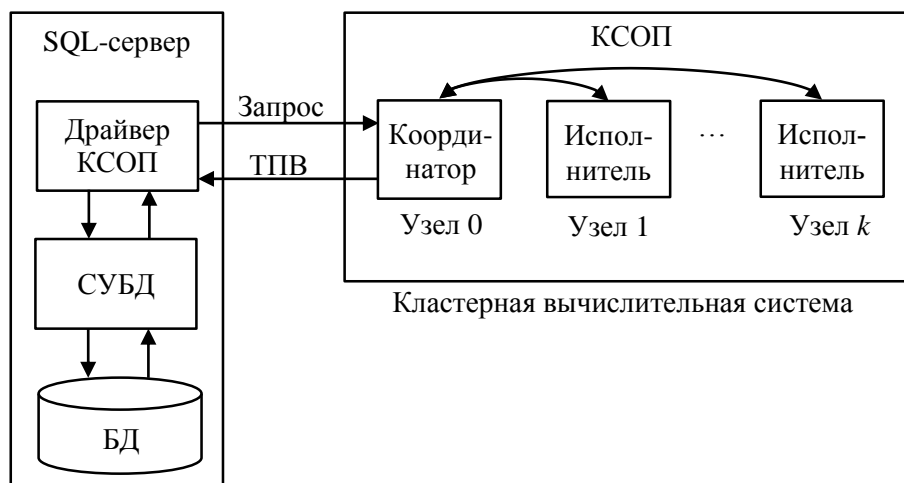 SQL-сервер
Драйвер
КСОП
Запрос
ТПВ
СУБД
БД
КСОП
Коорди-
натор
Испол-
нитель
...
Испол-
нитель
Узел 0
Узел 1
Узел k
Кластерная вычислительная система